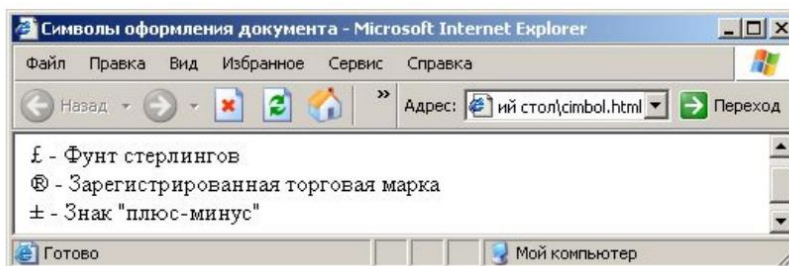 Символы оформления документа - Microsoft Internet Explorer
Файл Правка Вид Избранное Сервис Справка
Назад » Адрес: ий стол\cimbol.html Переход
£ - Фунт стерлингов
® - Зарегистрированная торговая марка
± - Знак "плюс-минус"
Готово Мой компьютер